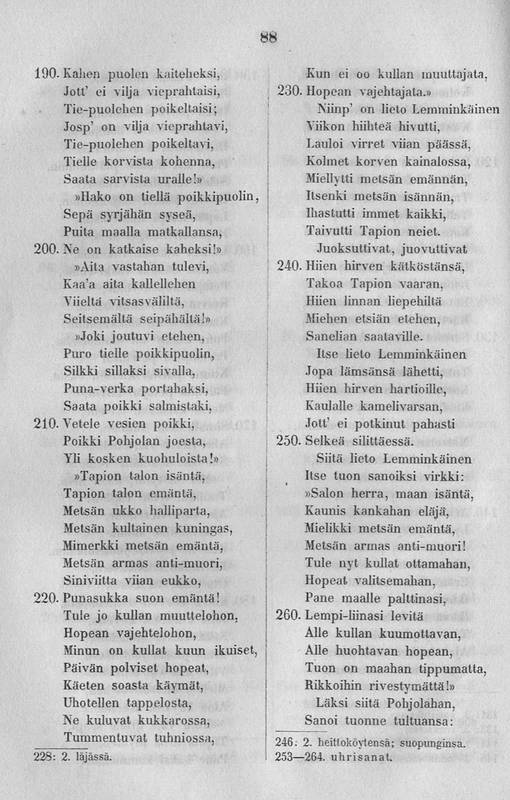 88
190. Kahen puolen kaiteheksi,
Jott' ei vilja vieprahtaisi,
Tie-puolehen poikeltaisi;
Josp' on vilja vieprahtavi,
Tie-puolehen poikeltavi,
Tielle korvista kohenna,
Saata sarvista uralle!»
»Hako on tiellä poikkipuolin,
Sepä syrjähän syseä,
Puita maalla matkallansa,
200. Ne on katkaise kaheksi!»
»Aita vastahan tulevi,
Kaa'a aita kallellehen
Viieltä vitsasväliltä,
Seitsemältä seipähältä!»
»Joki joutuvi etehen,
Puro tielle poikkipuolin,
Silkki sillaksi sivalla,
Puna-verka portahaksi,
Saata poikki salmistaki,
210. Vetele vesien poikki,
Poikki Pohjolan joesta,
Yli kosken kuohuloista!»
»Tapion talon isäntä,
Tapion talon emäntä,
Metsän ukko halliparta,
Metsän kultainen kuningas,
Mimerkki metsän emäntä,
Metsän armas anti-muori,
Siniviitta viian eukko,
220. Punasukka suon emäntä!
Tule jo kullan muuttelohon,
Hopean vajehtelohon,
Minun on kullat kuun ikuiset,
Päivän polviset hopeat,
Käeten soasta käymät,
Uhotellen tappelosta,
Ne kuluvat kukkarossa,
Tummentuvat tuhniossa,
228: 2. läjässä.
Kun ei oo kullan muuttajata,
230. Hopean vajehtajata.»
Niinp' on lieto Lemminkäinen
Viikon hiihteä hivutti,
Lauloi virret viian päässä,
Kolmet korven kainalossa,
Miellytti metsän emännän,
Itsenki metsän isännän,
Ihastutti immet kaikki,
Taivutti Tapion neiet.
Juoksuttivat, juovuttivat
240. Hiien hirven kätköstänsä,
Takoa Tapion vaaran,
Hiien linnan liepehiltä
Miehen etsiän etehen,
Sanelian saataville.
Itse lieto Lemminkäinen
Jopa lämsänsä lähetti,
Hiien hirven hartioille,
Kaulalle kamelivarsan,
Jott' ei potkinut pahasti
250. Selkeä silittäessä.
Siitä lieto Lemminkäinen
Itse tuon sanoiksi virkki:
»Salon herra, maan isäntä,
Kaunis kankahan eläjä,
Mielikki metsän emäntä,
Metsän armas anti-muori!
Tule nyt kullat ottamahan,
Hopeat valitsemahan,
Pane maalle palttinasi,
260. Lempi-liinasi levitä
Alle kullan kuumottavan,
Alle huohtavan hopean,
Tuon on maahan tippumatta,
Rikkoihin rivestymättä!»
Läksi siitä Pohjolahan,
Sanoi tuonne tultuansa:
246: 2. heittoköytensä; suopunginsa.
253—264. uhrisanat.